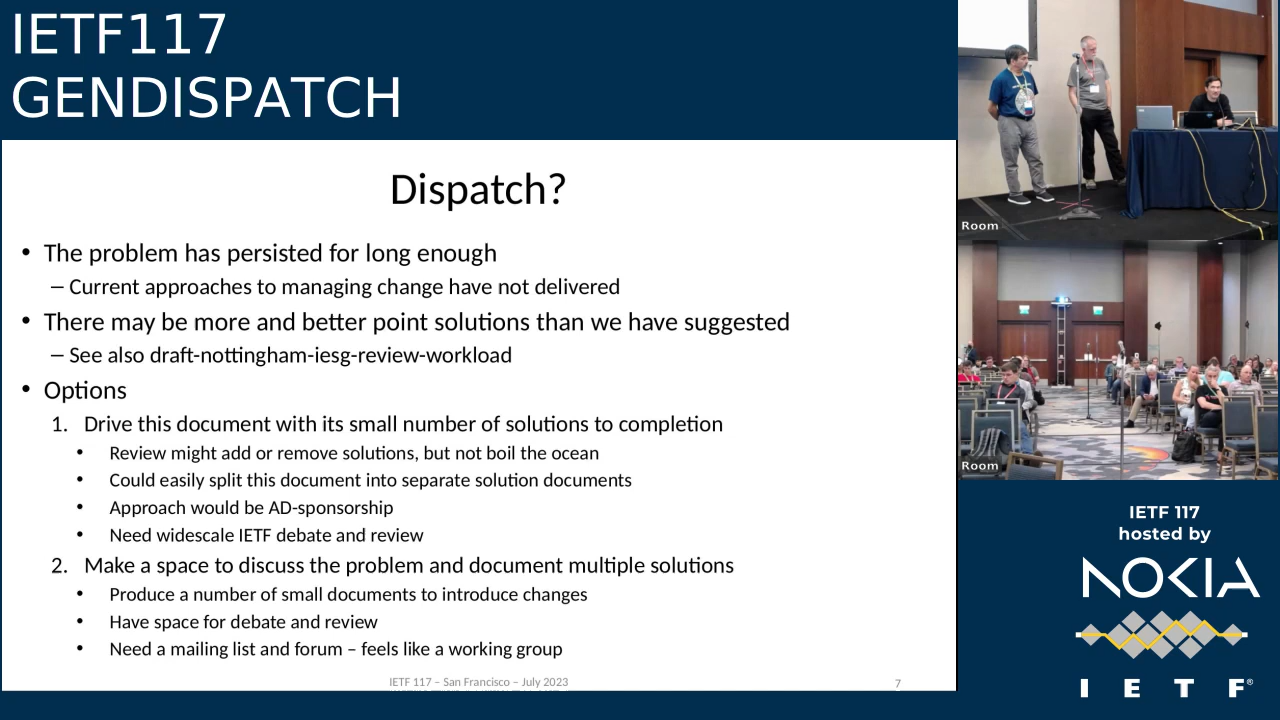 IETF117
GENDISPATCH
Dispatch?
• The problem has persisted for long enough
– Current approaches to managing change have not delivered
• There may be more and better point solutions than we have suggested
– See also draft-nottingham-iesg-review-workload
• Options
1. Drive this document with its small number of solutions to completion
• Review might add or remove solutions, but not boil the ocean
• Could easily split this document into separate solution documents
• Approach would be AD-sponsorship
• Need widescale IETF debate and review
2. Make a space to discuss the problem and document multiple solutions
• Produce a number of small documents to introduce changes
• Have space for debate and review
• Need a mailing list and forum – feels like a working group
IETF 117 – San Francisco – July 2023
7
Room
Room
IETF 117
hosted by
NOKIA
I E T F®